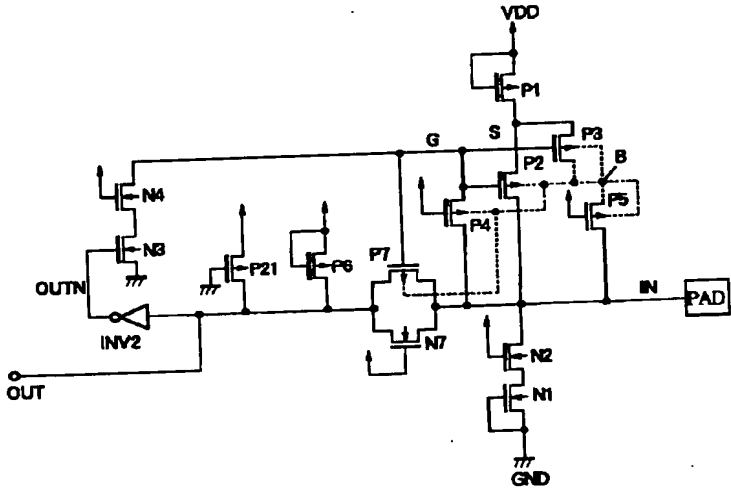 VDD
P1
G
S
P3
P2
B
N4
P4
P5
N3
P21
P6
P7
OUTN
IN
PAD
INV2
N7
N2
OUT
N1
GND